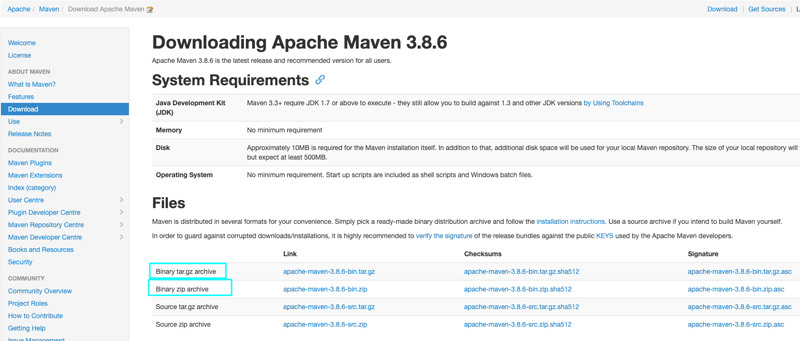 Apache / Maven / Download Apache Maven
Download | Get Sources |
Welcome
License
ABOUT MAVEN
What is Maven?
Features
Download
Use
Release Notes
DOCUMENTATION
Maven Plugins
Maven Extensions
Index (category)
User Centre
Plugin Developer Centre
Maven Repository Centre
Maven Developer Centre
Books and Resources
Security
COMMUNITY
Community Overview
Project Roles
How to Contribute
Getting Help
Issue Management
Downloading Apache Maven 3.8.6
Apache Maven 3.8.6 is the latest release and recommended version for all users.
System Requirements
Java Development Kit (JDK) Maven 3.3+ require JDK 1.7 or above to execute - they still allow you to build against 1.3 and other JDK versions by Using Toolchains
Memory No minimum requirement
Disk Approximately 10MB is required for the Maven installation itself. In addition to that, additional disk space will be used for your local Maven repository. The size of your local repository will
but expect at least 500MB.
Operating System No minimum requirement. Start up scripts are included as shell scripts and Windows batch files.
Files
Maven is distributed in several formats for your convenience. Simply pick a ready-made binary distribution archive and follow the installation instructions. Use a source archive if you intend to build Maven yourself.
In order to guard against corrupted downloads/installations, it is highly recommended to verify the signature of the release bundles against the public KEYS used by the Apache Maven developers.
Link Checksums Signature
Binary tar.gz archive apache-maven-3.8.6-bin.tar.gz apache-maven-3.8.6-bin.tar.gz.sha512 apache-maven-3.8.6-bin.tar.gz.asc
Binary zip archive apache-maven-3.8.6-bin.zip apache-maven-3.8.6-bin.zip.sha512 apache-maven-3.8.6-bin.zip.asc
Source tar.gz archive apache-maven-3.8.6-src.tar.gz apache-maven-3.8.6-src.tar.gz.sha512 apache-maven-3.8.6-src.tar.gz.asc
Source zip archive apache-maven-3.8.6-src.zip apache-maven-3.8.6-src.zip.sha512 apache-maven-3.8.6-src.zip.asc